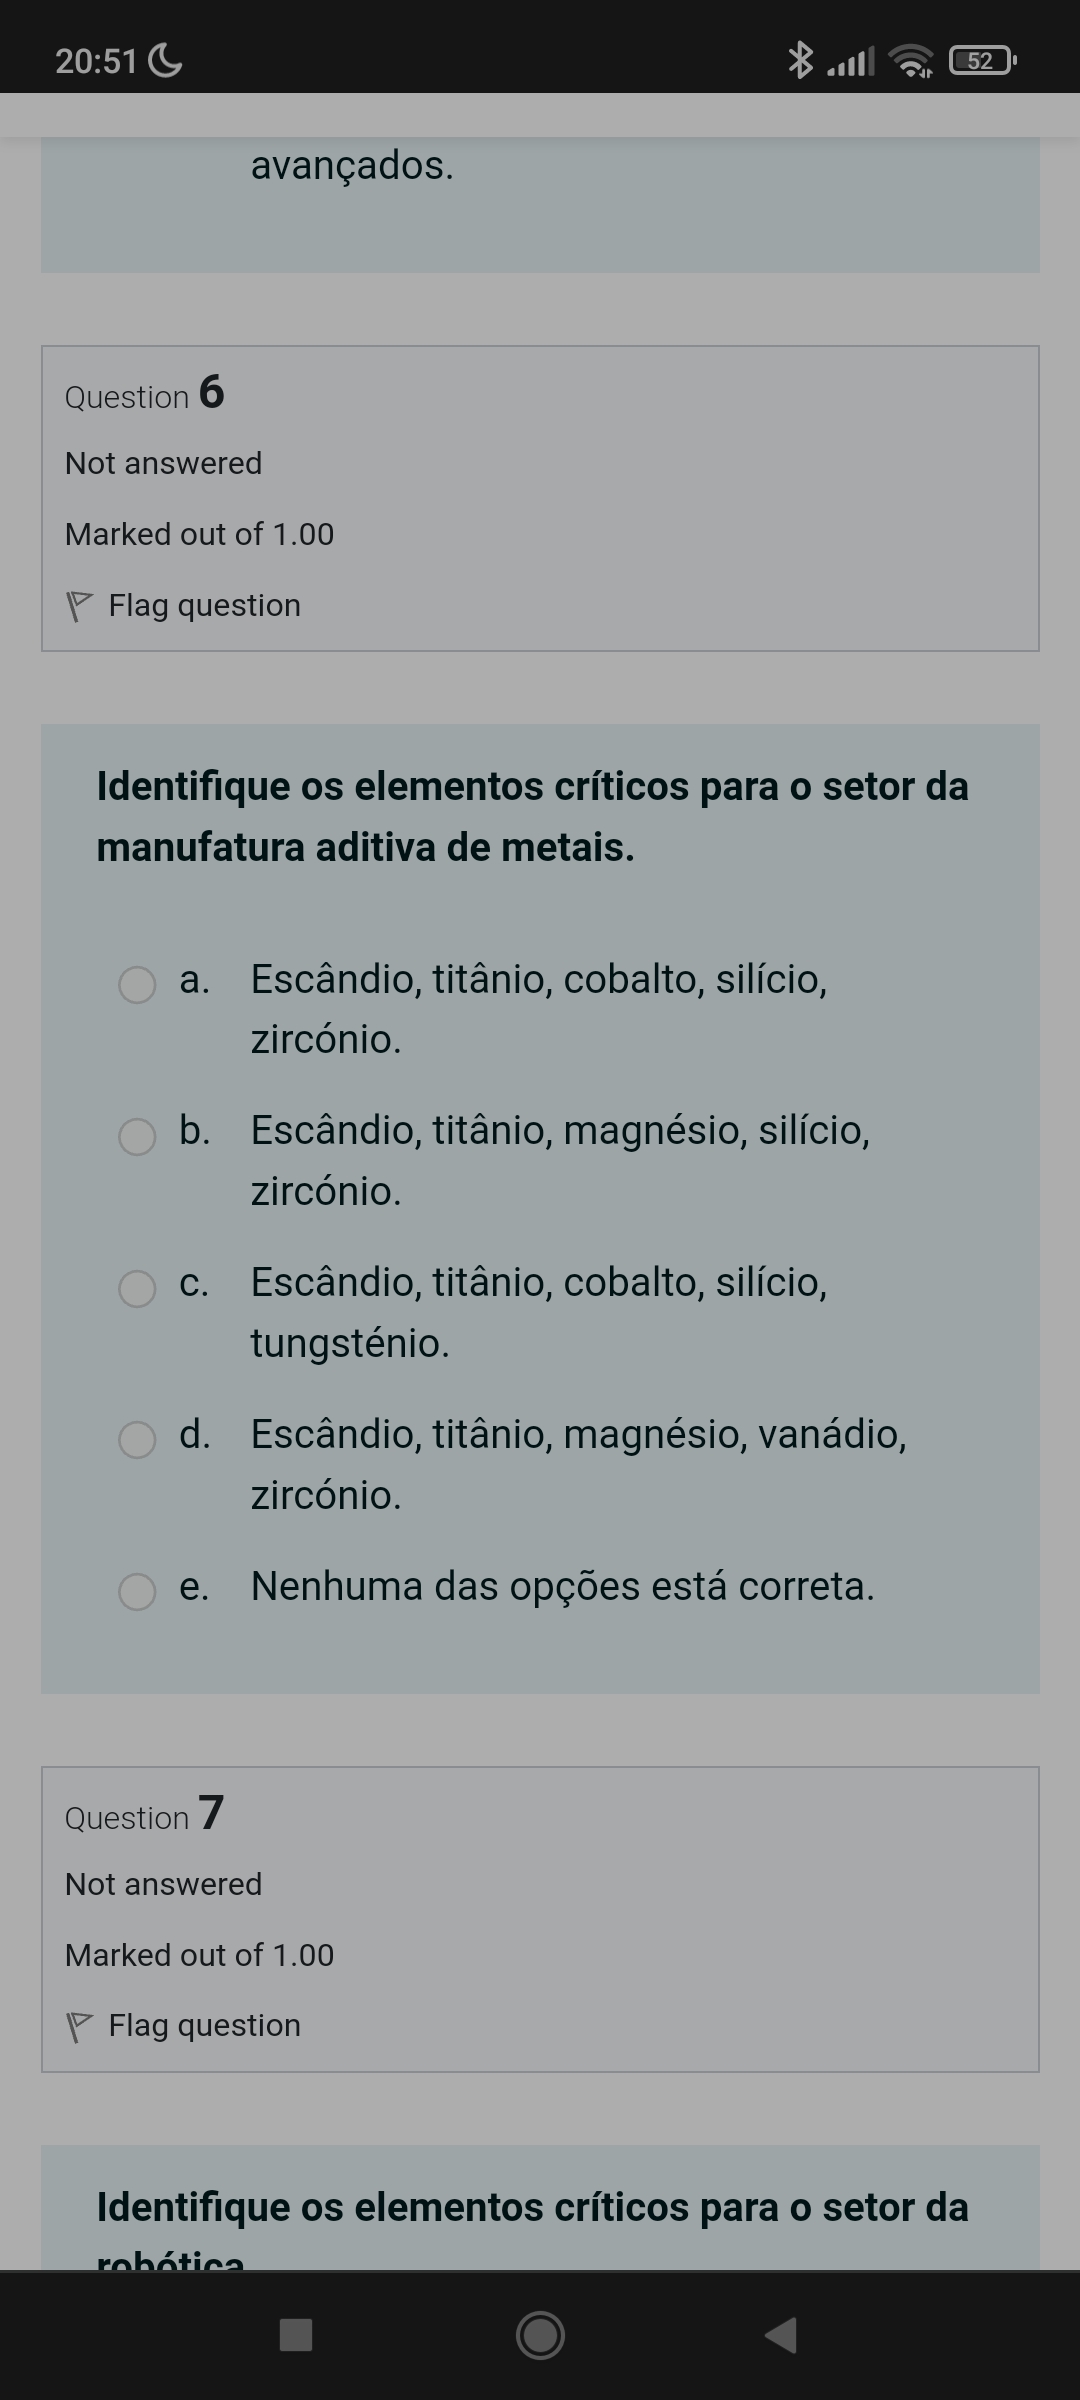 20:51
52
avançados.
Question 6
Not answered
Marked out of 1.00
Flag question
Identifique os elementos críticos para o setor da
manufatura aditiva de metais.
a. Escândio, titânio, cobalto, silício,
zircónio.
b. Escândio, titânio, magnésio, silício,
zircónio.
c. Escândio, titânio, cobalto, silício,
tungsténio.
d. Escândio, titânio, magnésio, vanádio,
zircónio.
e. Nenhuma das opções está correta.
Question 7
Not answered
Marked out of 1.00
Flag question
Identifique os elementos críticos para o setor da
robótica